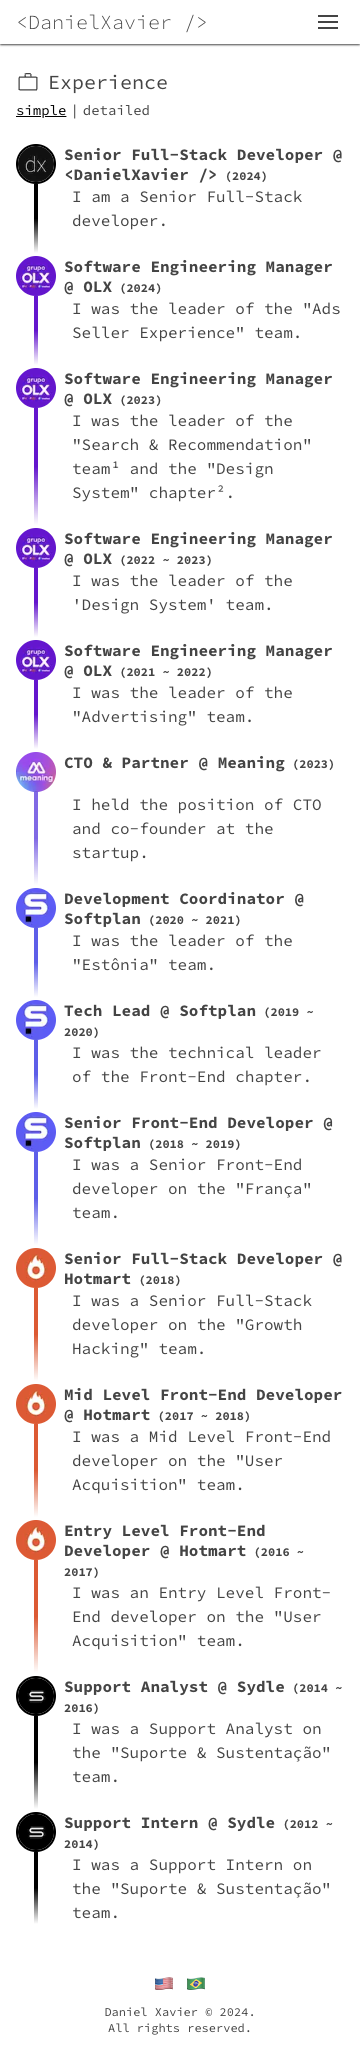 <DanielXavier />
Experience
simple | detailed
dx
Senior Full-Stack Developer @
<DanielXavier /> (2024)
I am a Senior Full-Stack
developer.
grupo
OLX
Software Engineering Manager
@ OLX (2024)
I was the leader of the "Ads
Seller Experience" team.
grupo
OLX
Software Engineering Manager
@ OLX (2023)
I was the leader of the
"Search & Recommendation"
team¹ and the "Design
System" chapter².
grupo
OLX
Software Engineering Manager
@ OLX (2022 ~ 2023)
I was the leader of the
'Design System' team.
grupo
OLX
Software Engineering Manager
@ OLX (2021 ~ 2022)
I was the leader of the
"Advertising" team.
meaning
CTO & Partner @ Meaning (2023)
I held the position of CTO
and co-founder at the
startup.
Development Coordinator @
Softplan (2020 ~ 2021)
I was the leader of the
"Estônia" team.
Tech Lead @ Softplan (2019 ~
2020)
I was the technical leader
of the Front-End chapter.
Senior Front-End Developer @
Softplan (2018 ~ 2019)
I was a Senior Front-End
developer on the "França"
team.
Senior Full-Stack Developer @
Hotmart (2018)
I was a Senior Full-Stack
developer on the "Growth
Hacking" team.
Mid Level Front-End Developer
@ Hotmart (2017 ~ 2018)
I was a Mid Level Front-End
developer on the "User
Acquisition" team.
Entry Level Front-End
Developer @ Hotmart (2016 ~
2017)
I was an Entry Level Front-
End developer on the "User
Acquisition" team.
Support Analyst @ Sydle (2014 ~
2016)
I was a Support Analyst on
the "Suporte & Sustentação"
team.
Support Intern @ Sydle (2012 ~
2014)
I was a Support Intern on
the "Suporte & Sustentação"
team.
Daniel Xavier © 2024.
All rights reserved.